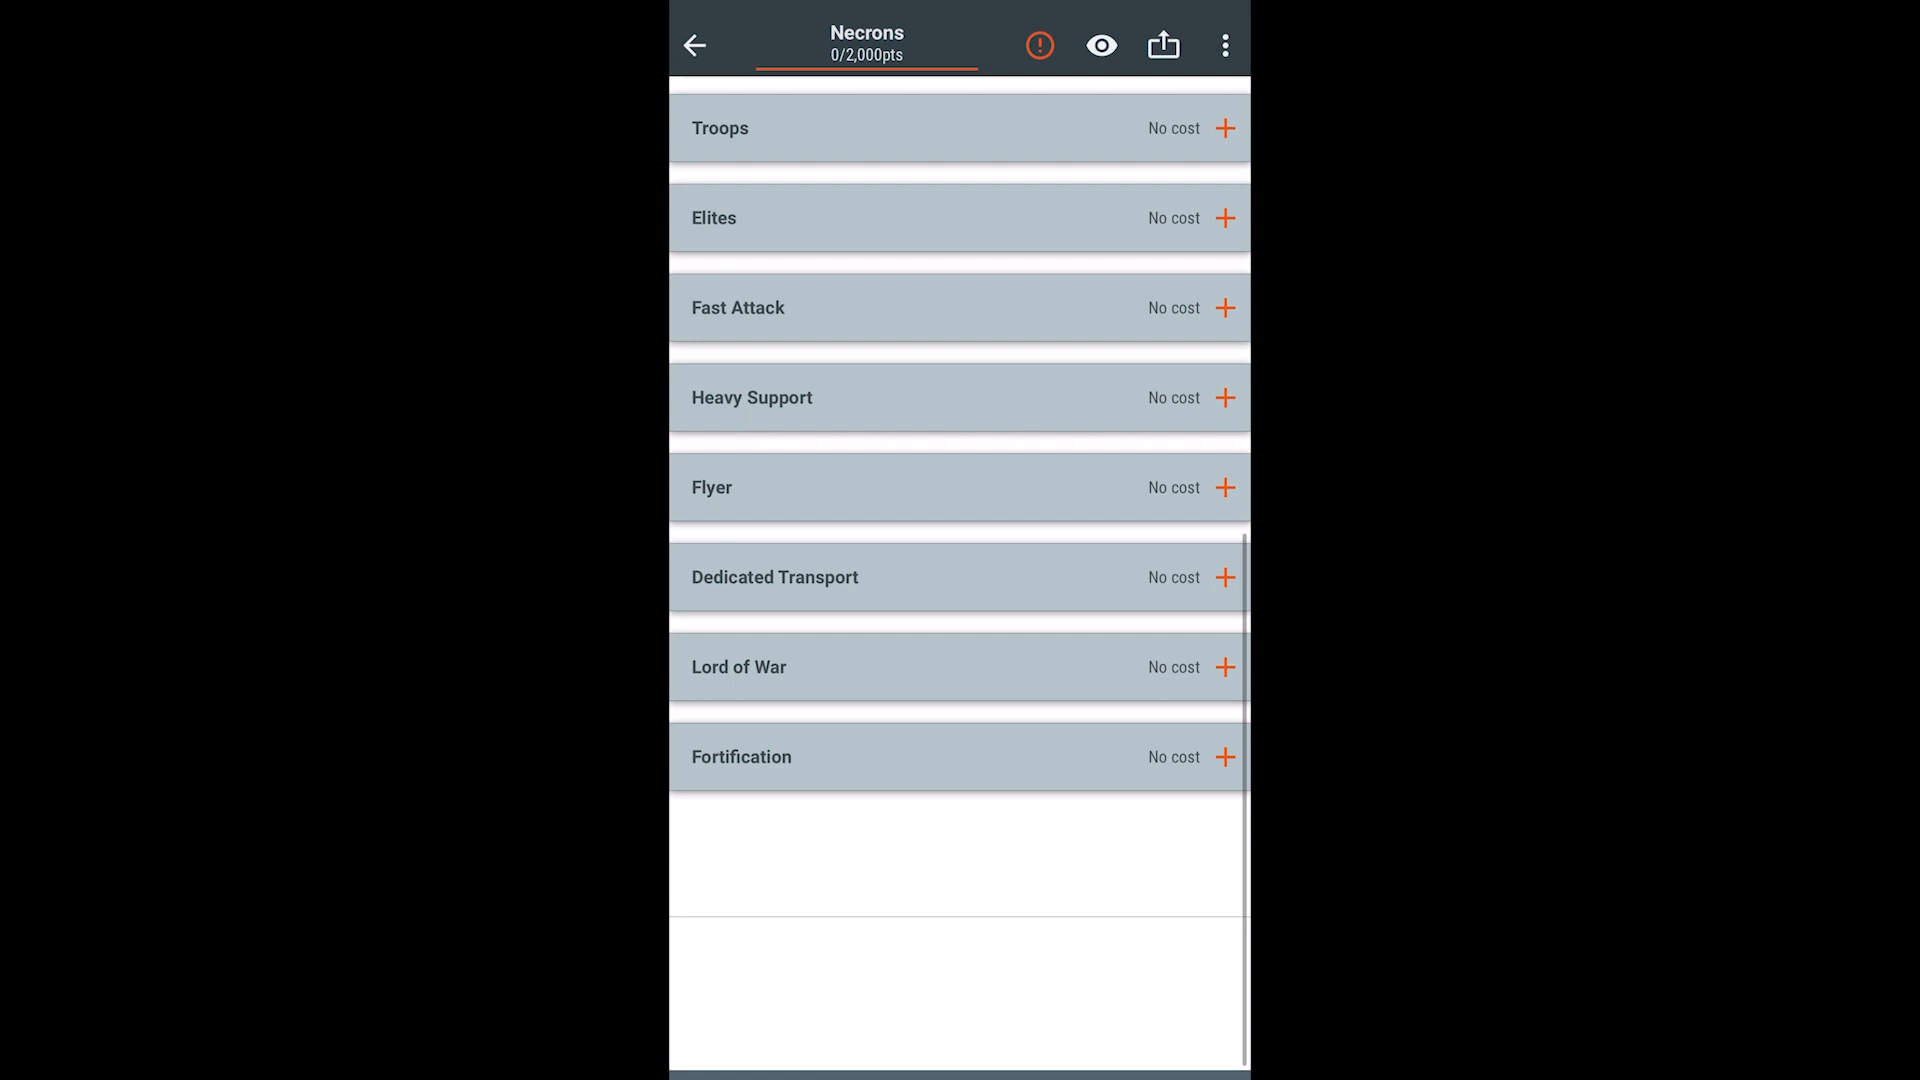 Necrons
0/2,000pts
Troops No cost
Elites No cost
Fast Attack No cost
Heavy Support No cost
Flyer No cost
Dedicated Transport No cost
Lord of War No cost
Fortification No cost